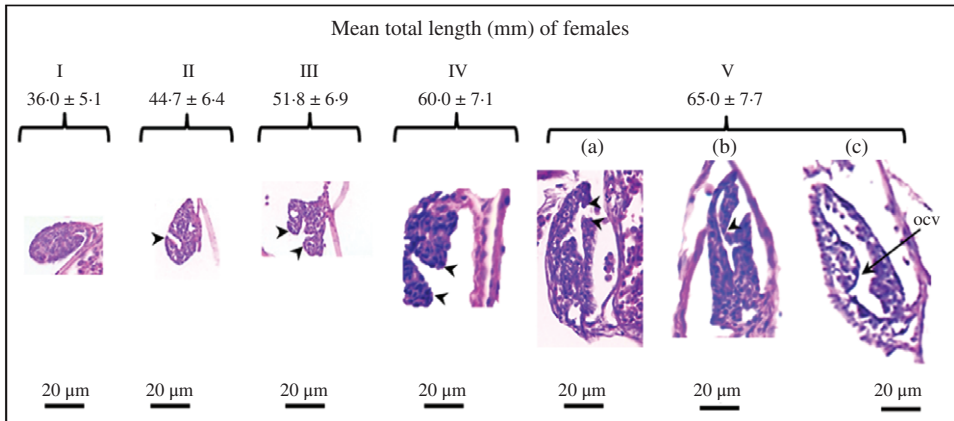 Mean total length (mm) of females
I II III IV V
36·0 ± 5·1 44·7 ± 6·4 51·8 ± 6·9 60·0 ± 7·1 65·0 ± 7·7
(a) (b) (c)
ocv
20 μm 20 μm 20 μm 20 μm 20 μm 20 μm 20 μm